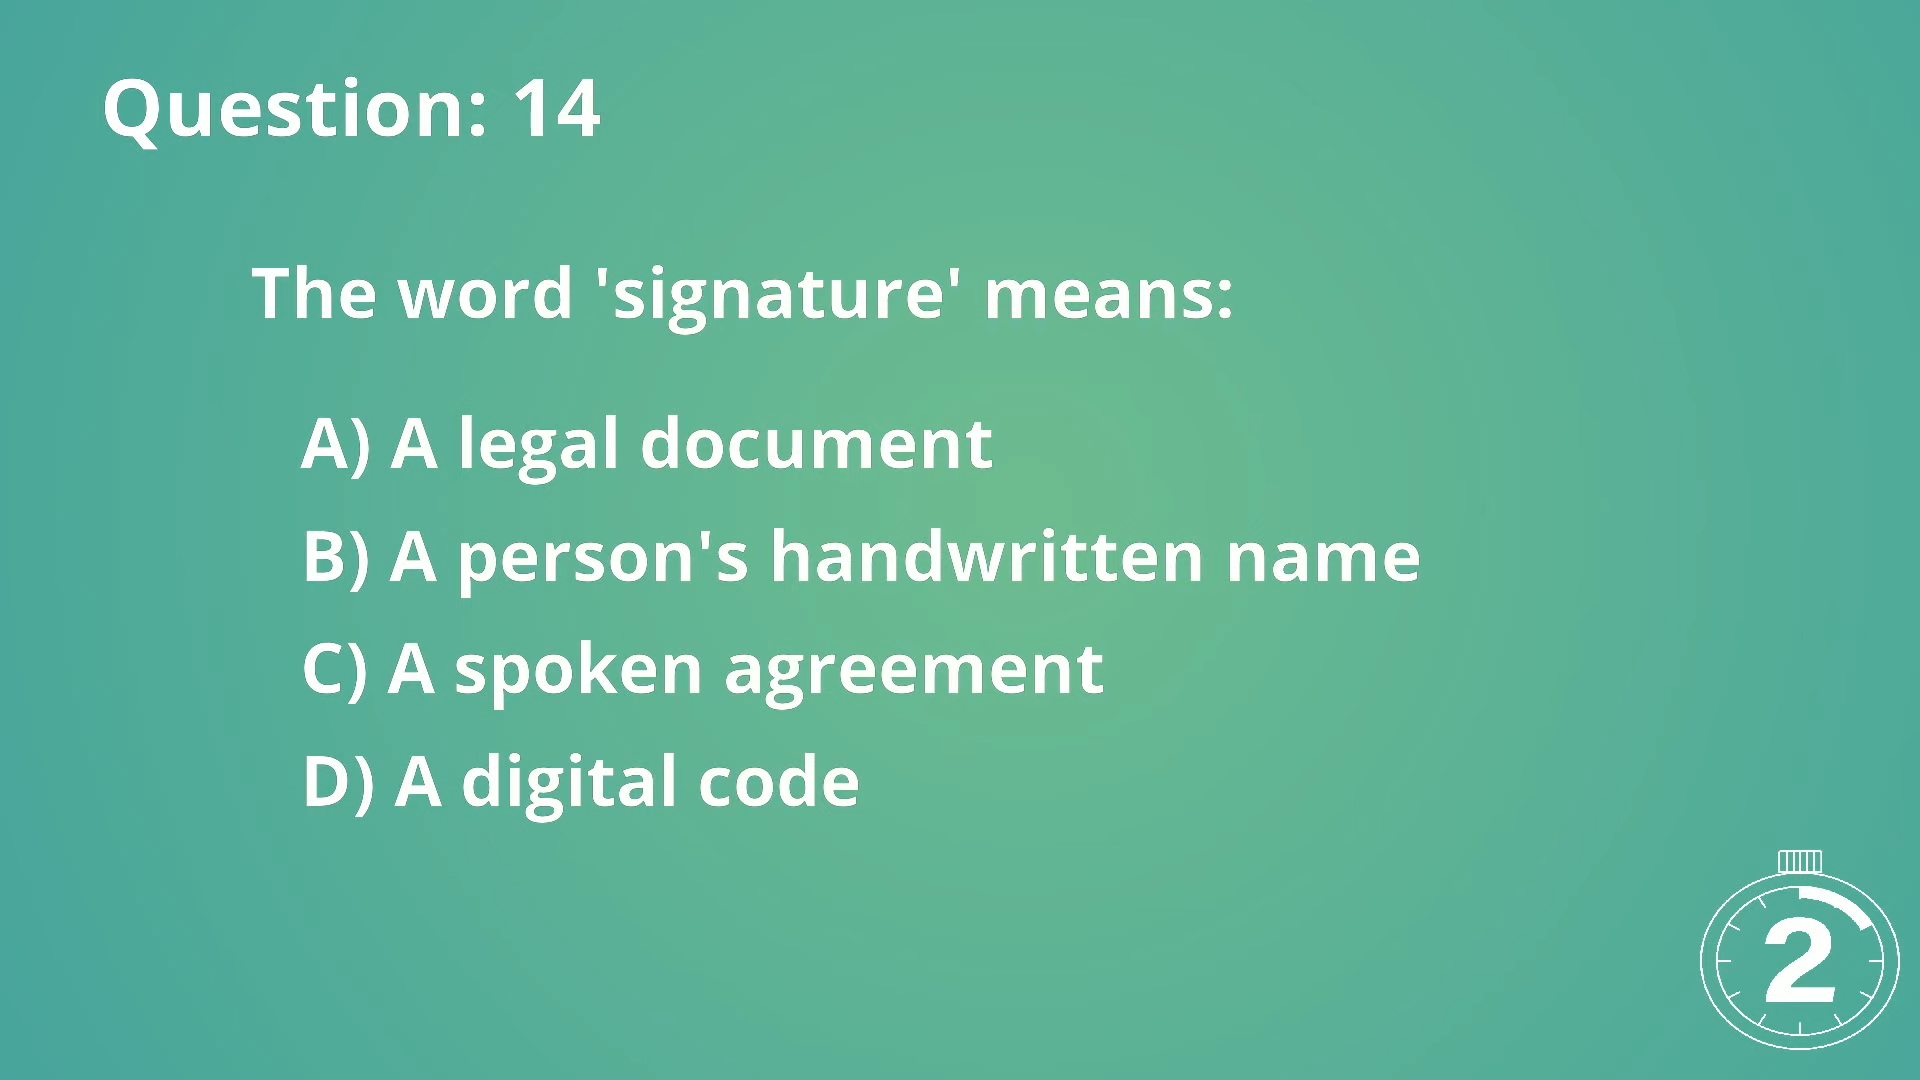 Question: 14
The word 'signature' means:
A) A legal document
B) A person's handwritten name
C) A spoken agreement
D) A digital code
2